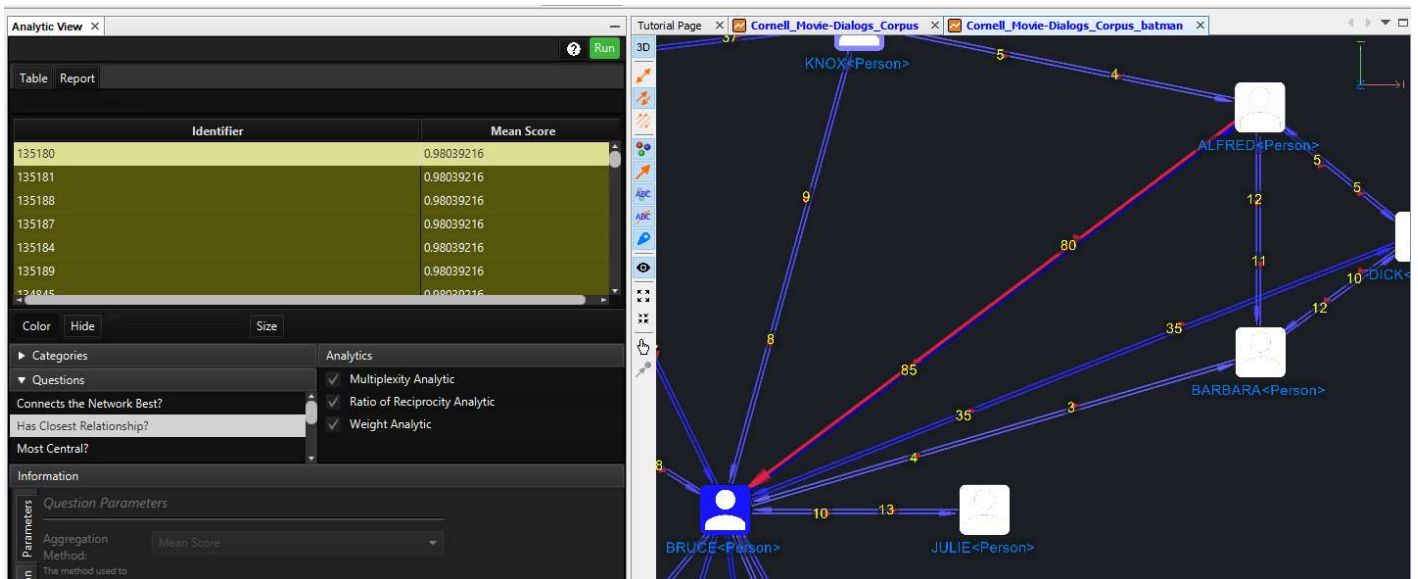 Analytic View
Run
Table Report
Identifier Mean Score
135180 0.98039216
135181 0.98039216
135188 0.98039216
135187 0.98039216
135184 0.98039216
135189 0.98039216
134845 0.98039216
Color Hide Size
Categories
Questions
Connects the Network Best?
Has Closest Relationship?
Most Central?
Analytics
Multiplexity Analytic
Ratio of Reciprocity Analytic
Weight Analytic
Information
Parameters
Question Parameters
Aggregation
Method:
Mean Score
The method used to
Tutorial Page Cornell_Movie-Dialogs_Corpus Cornell_Movie-Dialogs_Corpus_batman
3D
ABC
ABC
37
KNOX<Person>
5
4
ALFRED<Person>
5
5
9
12
80
11
10
DICK<
12
35
8
85
BARBARA<Person>
3
35
4
8
10
13
BRUCE<Person>
JULIE<Person>